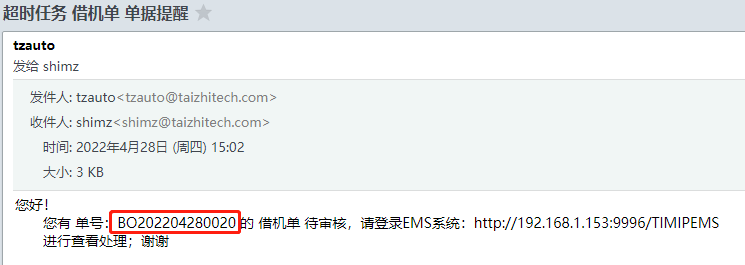 超时任务 借机单 单据提醒
tzauto
发给 shimz
发件人: tzauto<tzauto@taizhitech.com>
收件人: shimz<shimz@taizhitech.com>
时间: 2022年4月28日 (周四) 15:02
大小: 3 KB
您好!
您有 单号: BO202204280020 的 借机单 待审核，请登录EMS系统：http://192.168.1.153:9996/TIMIPEMS
进行查看处理；谢谢